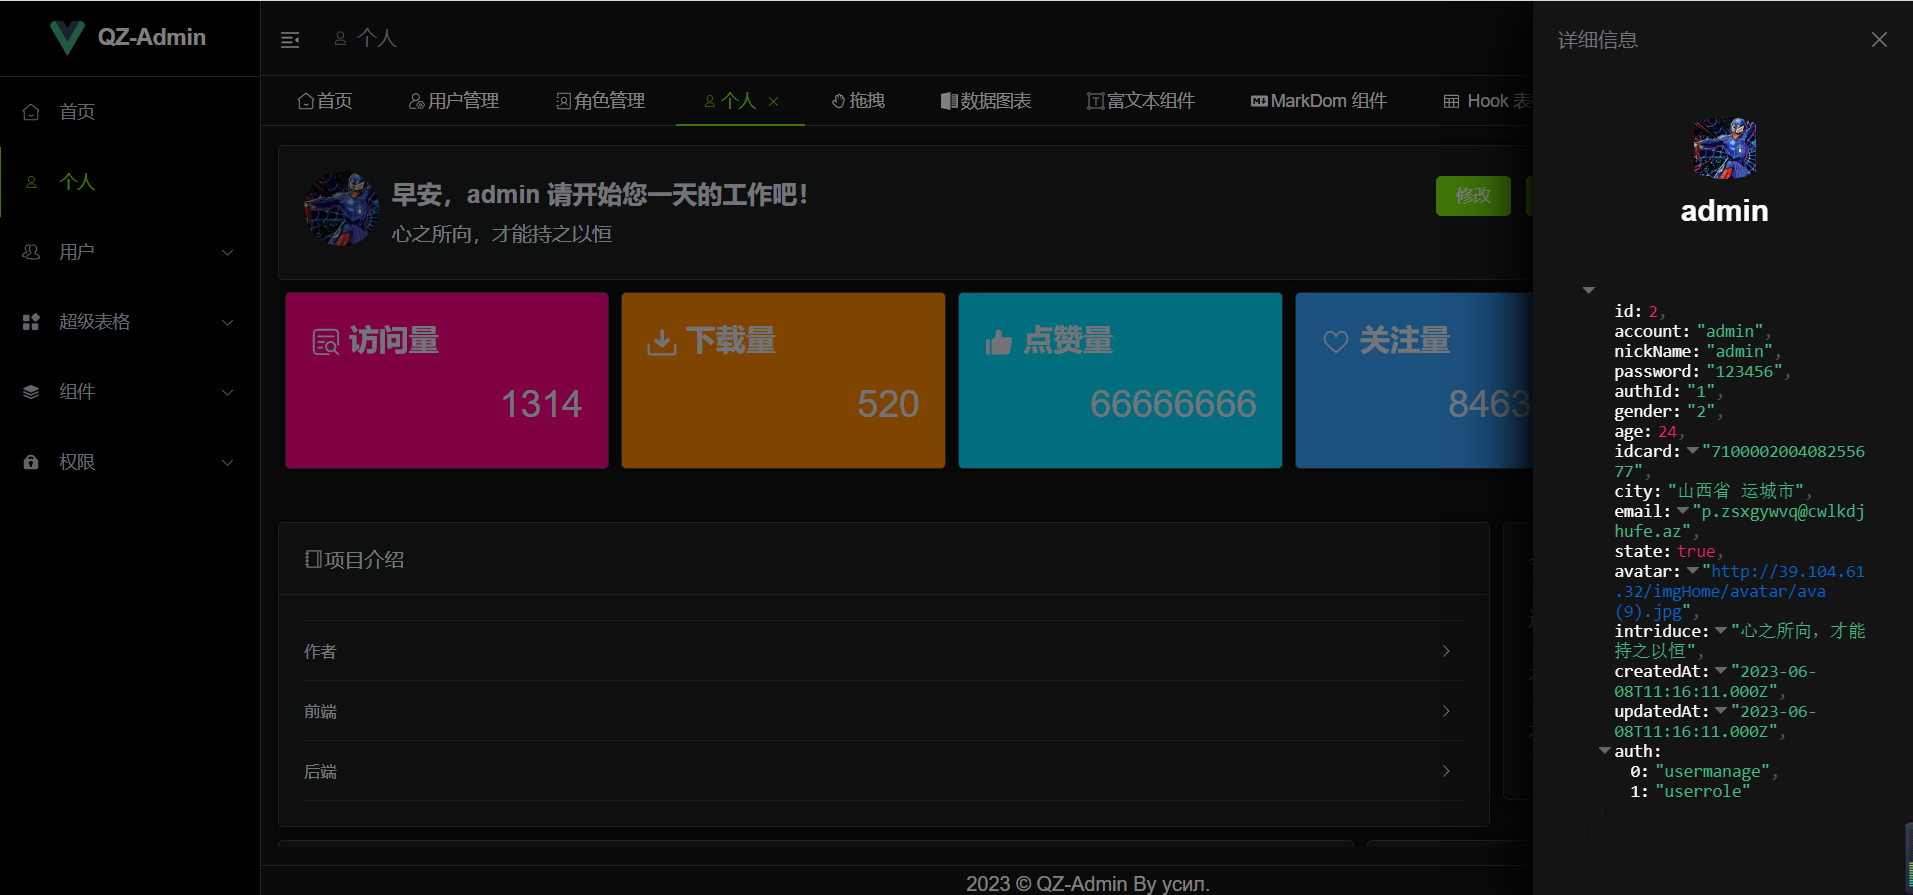 QZ-Admin
个人
首页
用户管理
角色管理
个人
拖拽
数据图表
富文本组件
MarkDom 组件
Hook 表
首页
个人
用户
超级表格
组件
权限
早安，admin 请开始您一天的工作吧！
心之所向，才能持之以恒
修改
访问量
1314
下载量
520
点赞量
66666666
关注量
8463
项目介绍
作者
前端
后端
2023 © QZ-Admin By усил.
详细信息
admin
id: 2,
account: "admin",
nickName: "admin",
password: "123456",
authId: "1",
gender: "2",
age: 24,
idcard: "7100002004082556
77",
city: "山西省 运城市",
email: "p.zsxgywvq@cwlkdj
hufe.az",
state: true,
avatar: "http://39.104.61
.32/imgHome/avatar/ava
(9).jpg",
intriduce: "心之所向，才能
持之以恒",
createdAt: "2023-06-
08T11:16:11.000Z",
updatedAt: "2023-06-
08T11:16:11.000Z",
auth:
0: "usermanage",
1: "userrole"